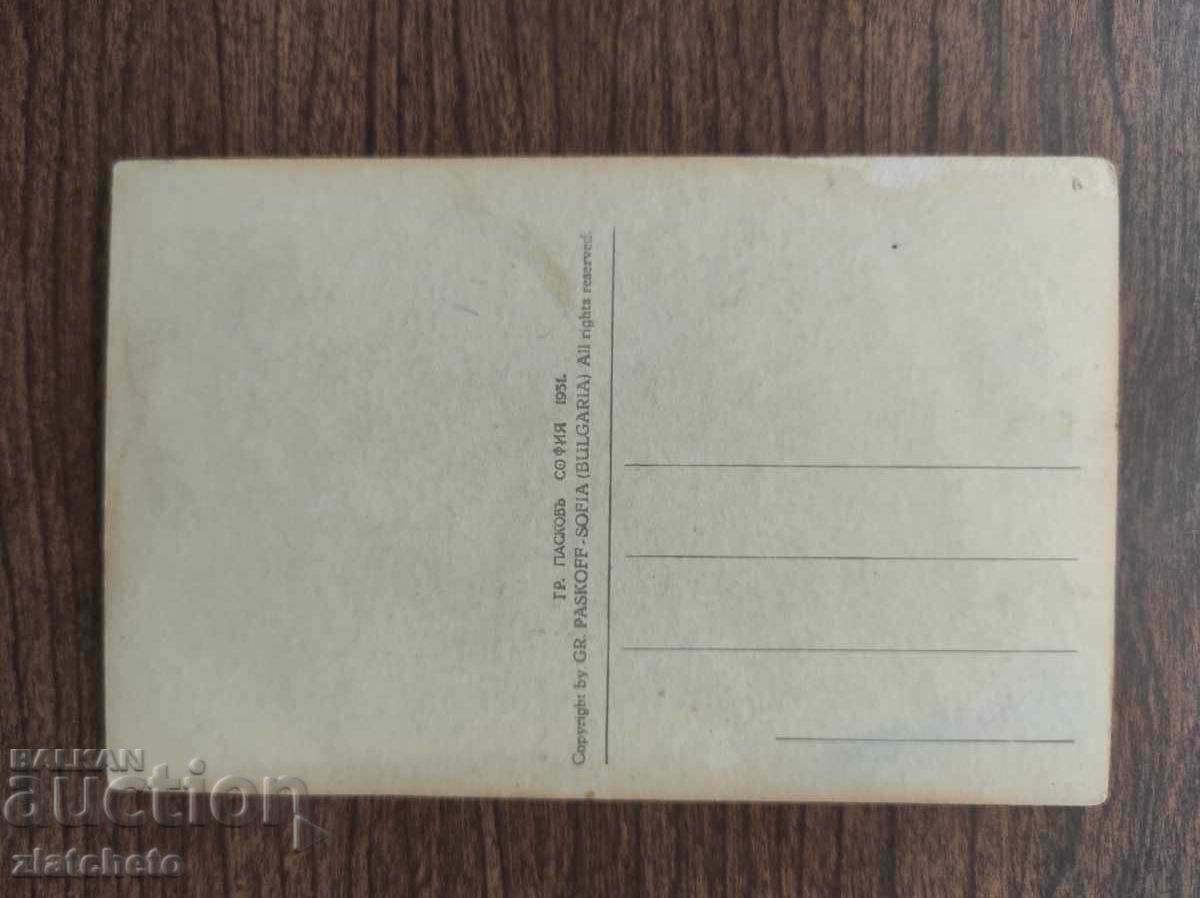 ГР. ПАСКОВЪ СОФИЯ 1931.
Copyright by GR. PASKOFF - SOFIA (BULGARIA) All rights reserved.
BALKAN
auction
zlatcheto